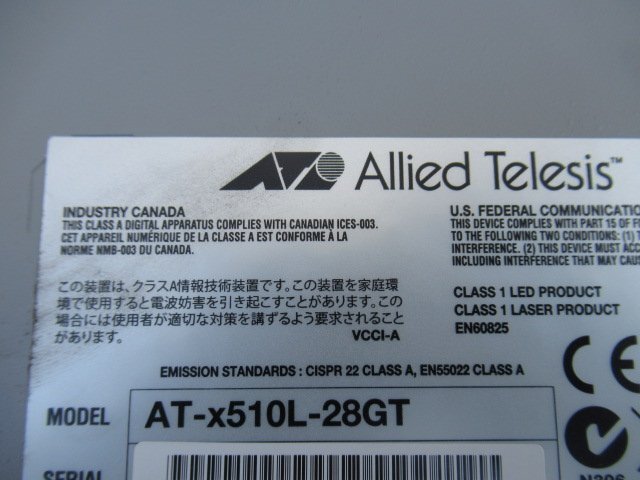 Allied Telesis™
INDUSTRY CANADA
THIS CLASS A DIGITAL APPARATUS COMPLIES WITH CANADIAN ICES-003.
CET APPAREIL NUMÉRIQUE DE LA CLASSE A EST CONFORME À LA
NORME NMB-003 DU CANADA.
U.S. FEDERAL COMMUNICATIO
THIS DEVICE COMPLIES WITH PART 15 OF
TO THE FOLLOWING TWO CONDITIONS: (1)
INTERFERENCE. (2) THIS DEVICE MUST ACC
INCLUDING INTERFERENCE THAT MAY CAU
この装置は、クラスA情報技術装置です。この装置を家庭環
境で使用すると電波妨害を引き起こすことがあります。この
場合には使用者が適切な対策を講ずるよう要求されること
があります。
VCCI-A
CLASS 1 LED PRODUCT
CLASS 1 LASER PRODUCT
EN60825
EMISSION STANDARDS : CISPR 22 CLASS A, EN55022 CLASS A
CE
MODEL AT-x510L-28GT
SERIAL